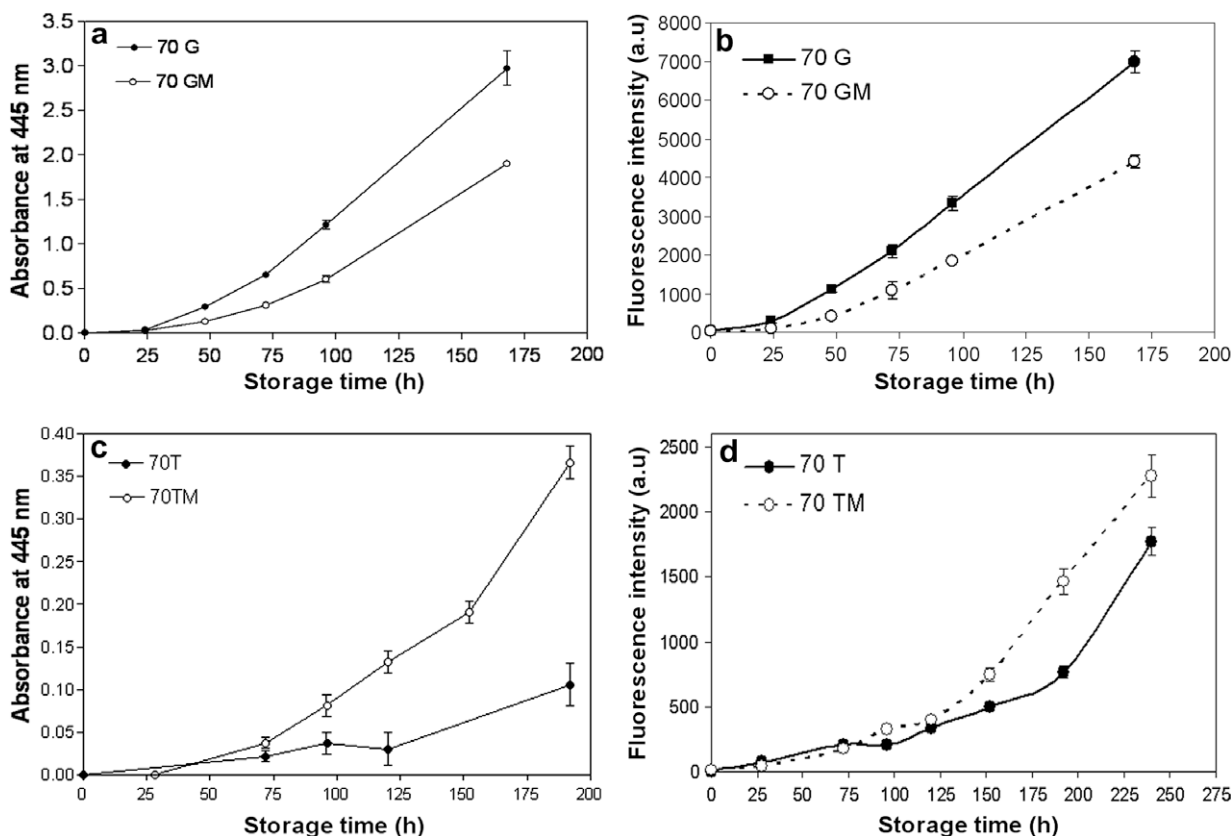 a
70 G
70 GM
Absorbance at 445 nm
3.5
3.0
2.5
2.0
1.5
1.0
0.5
0.0
0 25 50 75 100 125 150 175 200
Storage time (h)
b
70 G
70 GM
Fluorescence intensity (a.u)
8000
7000
6000
5000
4000
3000
2000
1000
0
0 25 50 75 100 125 150 175 200
Storage time (h)
c
70T
70TM
Absorbance at 445 nm
0.40
0.35
0.30
0.25
0.20
0.15
0.10
0.05
0.00
0 25 50 75 100 125 150 175 200
Storage time (h)
d
70 T
70 TM
Fluorescence intensity (a.u)
2500
2000
1500
1000
500
0
0 25 50 75 100 125 150 175 200 225 250 275
Storage time (h)